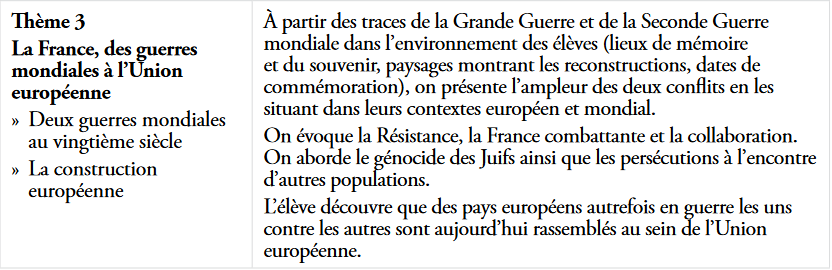 Thème 3
La France, des guerres
mondiales à l’Union
européenne
» Deux guerres mondiales
au vingtième siècle
» La construction
européenne
À partir des traces de la Grande Guerre et de la Seconde Guerre
mondiale dans l’environnement des élèves (lieux de mémoire
et du souvenir, paysages montrant les reconstructions, dates de
commémoration), on présente l’ampleur des deux conflits en les
situant dans leurs contextes européen et mondial.
On évoque la Résistance, la France combattante et la collaboration.
On aborde le génocide des Juifs ainsi que les persécutions à l’encontre
d’autres populations.
L’élève découvre que des pays européens autrefois en guerre les uns
contre les autres sont aujourd’hui rassemblés au sein de l’Union
européenne.